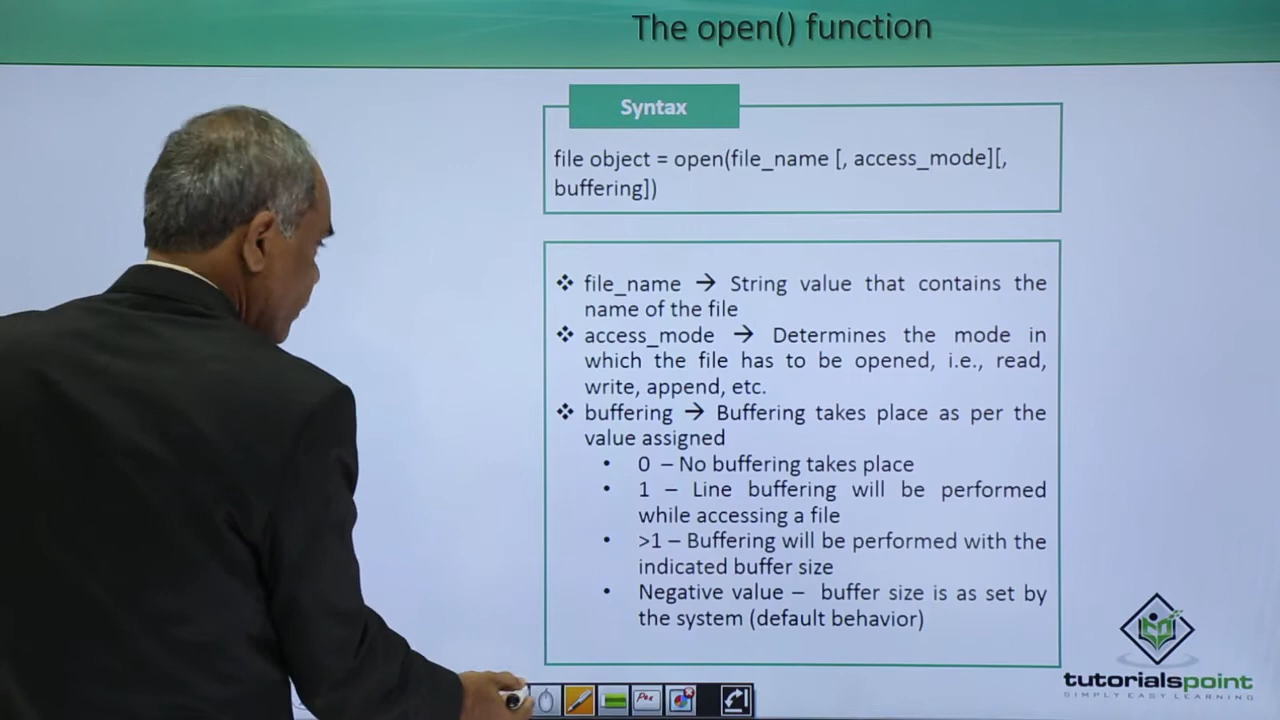 The open() function
Syntax
file object = open(file_name [, access_mode][,
buffering])
❖ file_name → String value that contains the
name of the file
❖ access_mode → Determines the mode in
which the file has to be opened, i.e., read,
write, append, etc.
❖ buffering → Buffering takes place as per the
value assigned
• 0 – No buffering takes place
• 1 – Line buffering will be performed
while accessing a file
• >1 – Buffering will be performed with the
indicated buffer size
• Negative value – buffer size is as set by
the system (default behavior)
tutorialspoint
SIMPLY EASY LEARNING